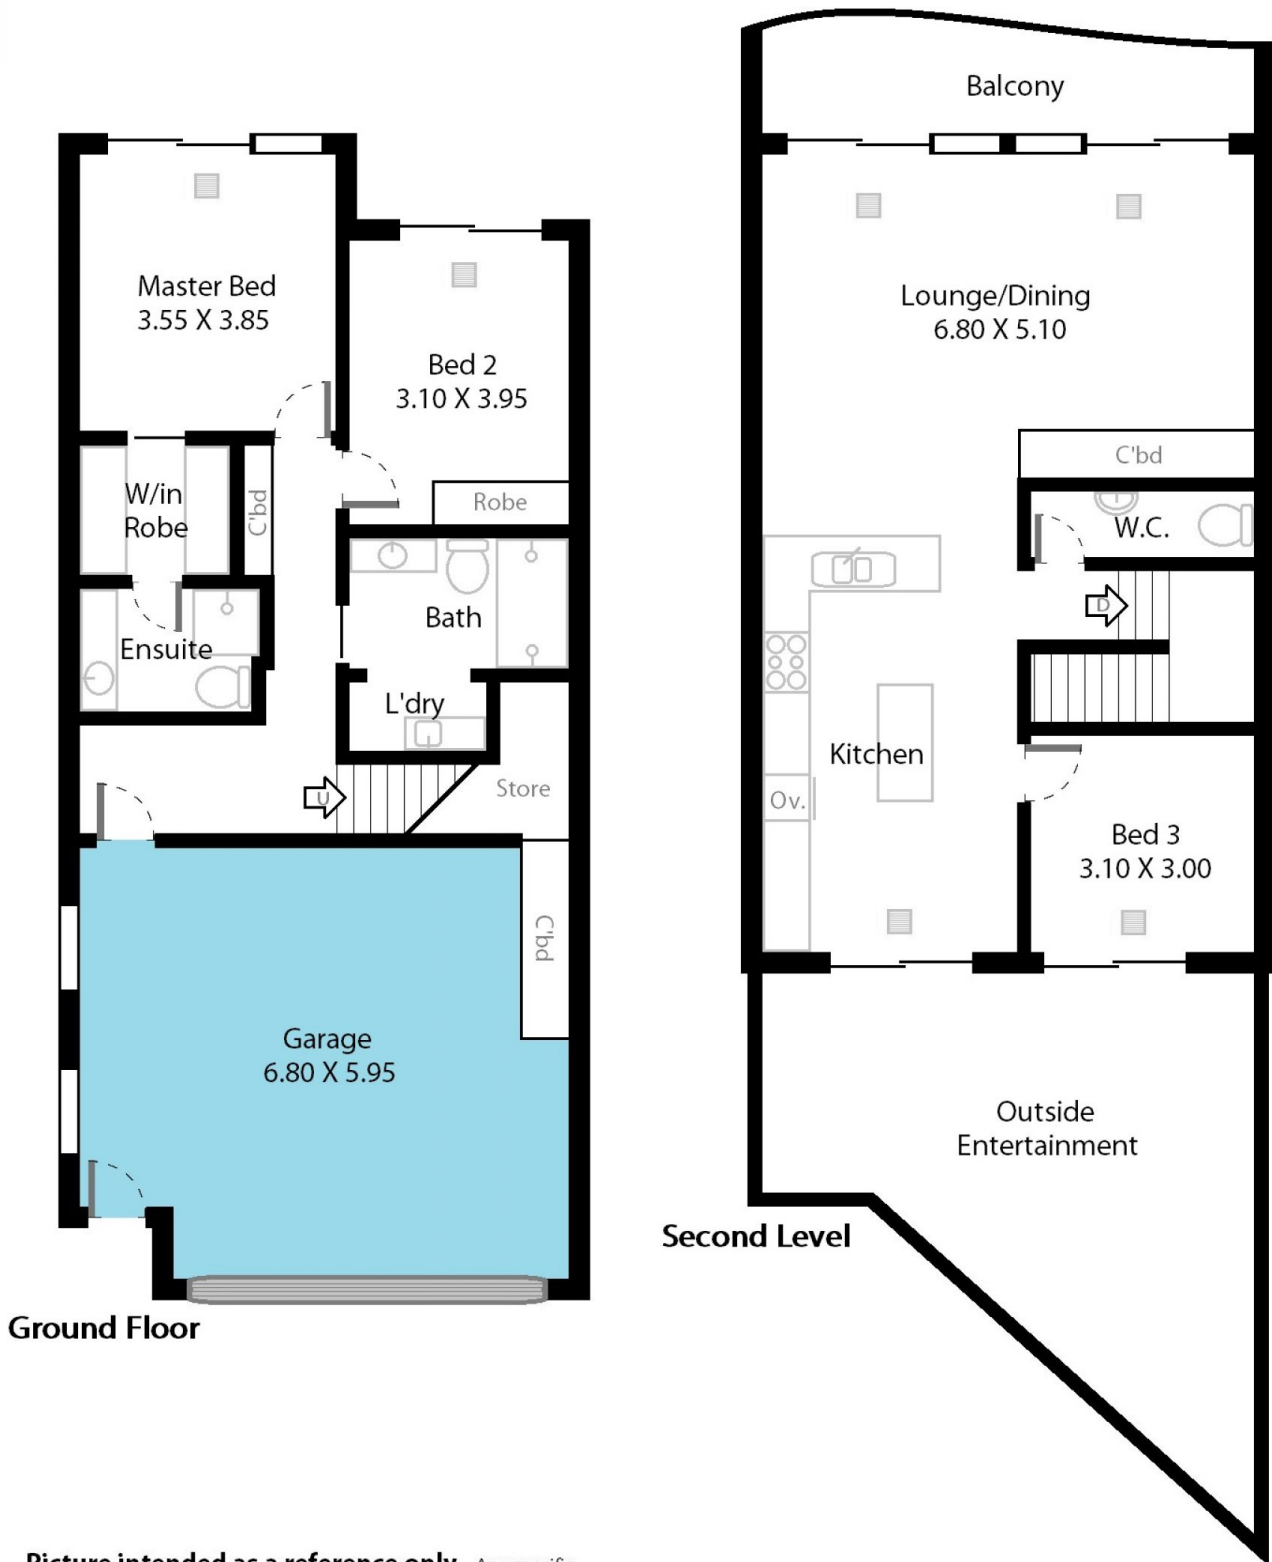 Master Bed
3.55 X 3.85
Bed 2
3.10 X 3.95
W/in
Robe
C'bd
Robe
Ensuite
Bath
L'dry
U
Store
C'bd
Garage
6.80 X 5.95
Ground Floor
Balcony
Lounge/Dining
6.80 X 5.10
C'bd
W.C.
D
Kitchen
Ov.
Bed 3
3.10 X 3.00
Outside
Entertainment
Second Level
Picture intended as a reference only